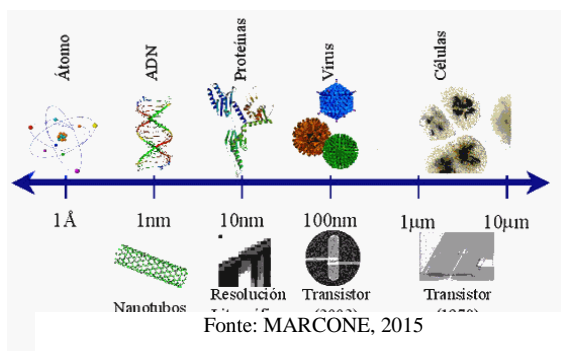 Átomo
ADN
Proteínas
Virus
Células
1Å
1nm
10nm
100nm
1μm
10μm
Nanotubos
Resolución
Transistor
Transistor
Fonte: MARCONE, 2015